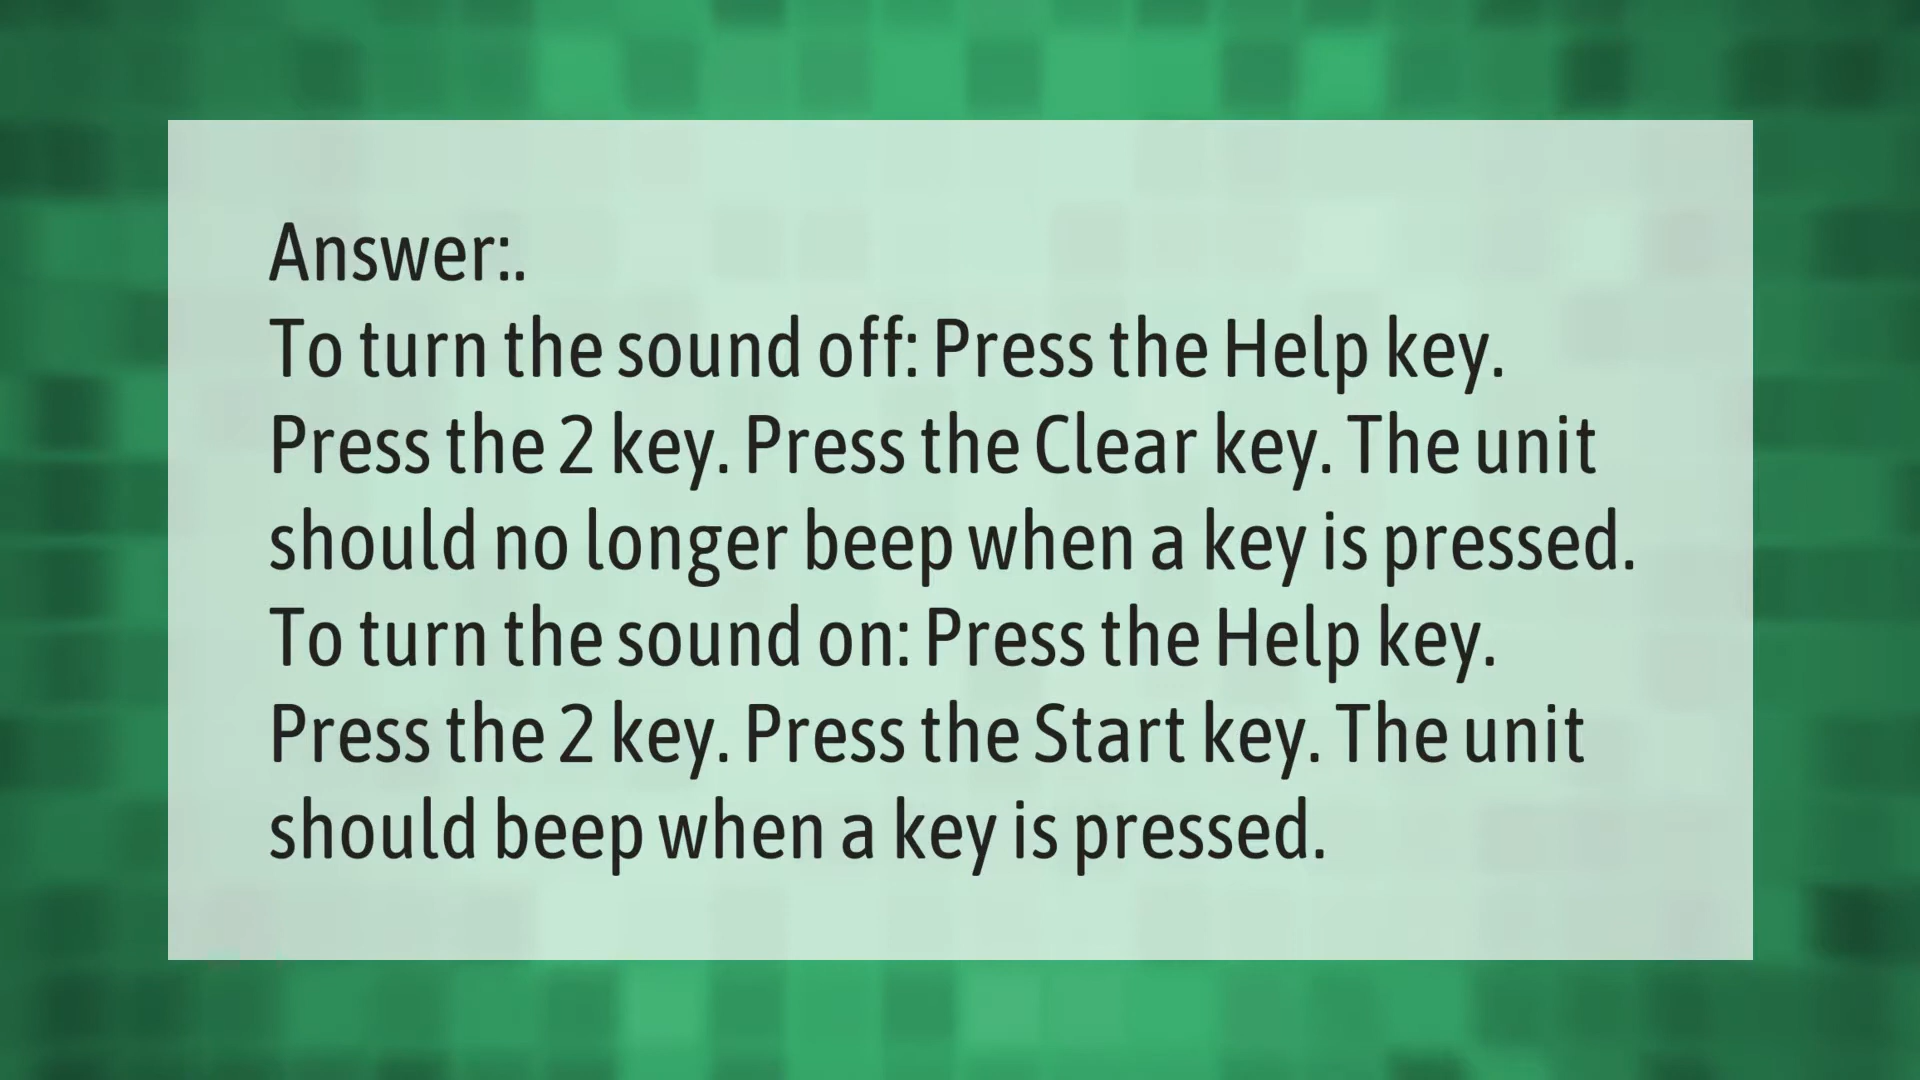 Answer:.
To turn the sound off: Press the Help key.
Press the 2 key. Press the Clear key. The unit
should no longer beep when a key is pressed.
To turn the sound on: Press the Help key.
Press the 2 key. Press the Start key. The unit
should beep when a key is pressed.